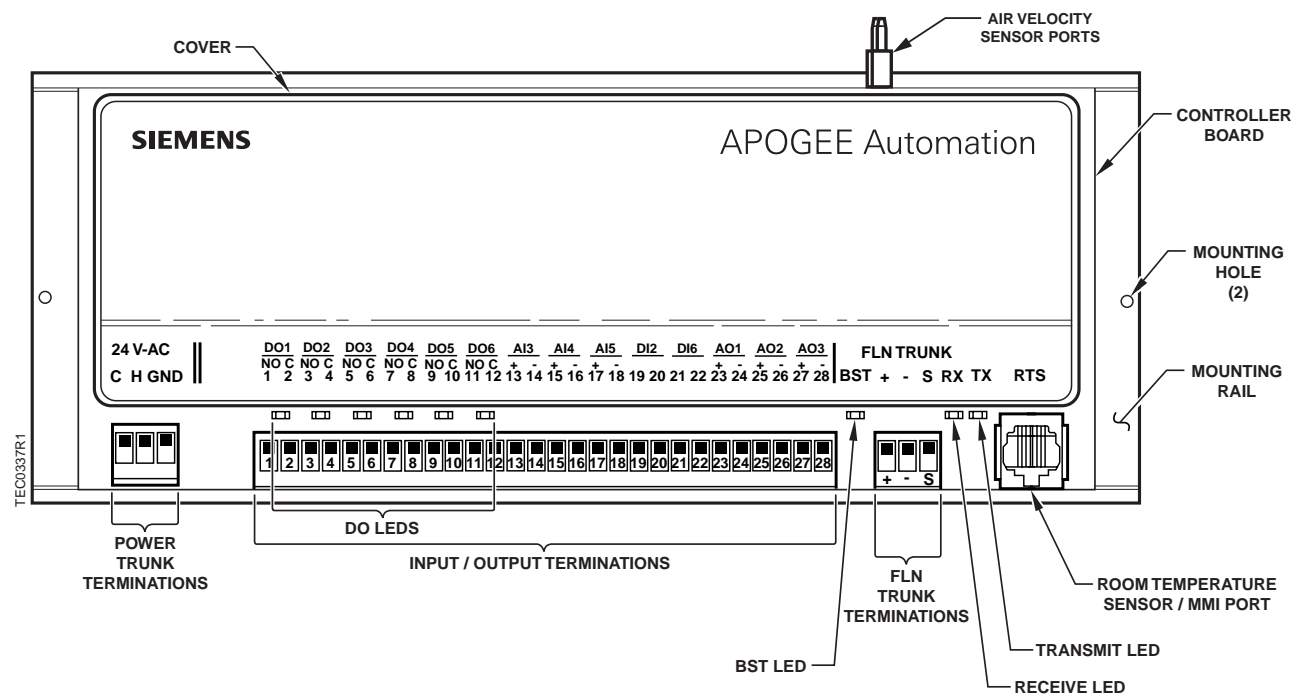 AIR VELOCITY
SENSOR PORTS
COVER
CONTROLLER
BOARD
SIEMENS
APOGEE Automation
MOUNTING
HOLE
(2)
24 V-AC
C H GND
DO1 DO2 DO3 DO4 DO5 DO6 AI3 AI4 AI5 DI2 DI6 AO1 AO2 AO3
NO C NO C NO C NO C NO C NO C + - + - + - + - + - + -
1 2 3 4 5 6 7 8 9 10 11 12 13 14 15 16 17 18 19 20 21 22 23 24 25 26 27 28
FLN TRUNK
BST + - S RX TX RTS
MOUNTING
RAIL
TEC0337R1
1 2 3 4 5 6 7 8 9 10 11 12 13 14 15 16 17 18 19 20 21 22 23 24 25 26 27 28
+ - S
DO LEDS
POWER
TRUNK
TERMINATIONS
INPUT / OUTPUT TERMINATIONS
FLN
TRUNK
TERMINATIONS
ROOM TEMPERATURE
SENSOR / MMI PORT
TRANSMIT LED
BST LED
RECEIVE LED